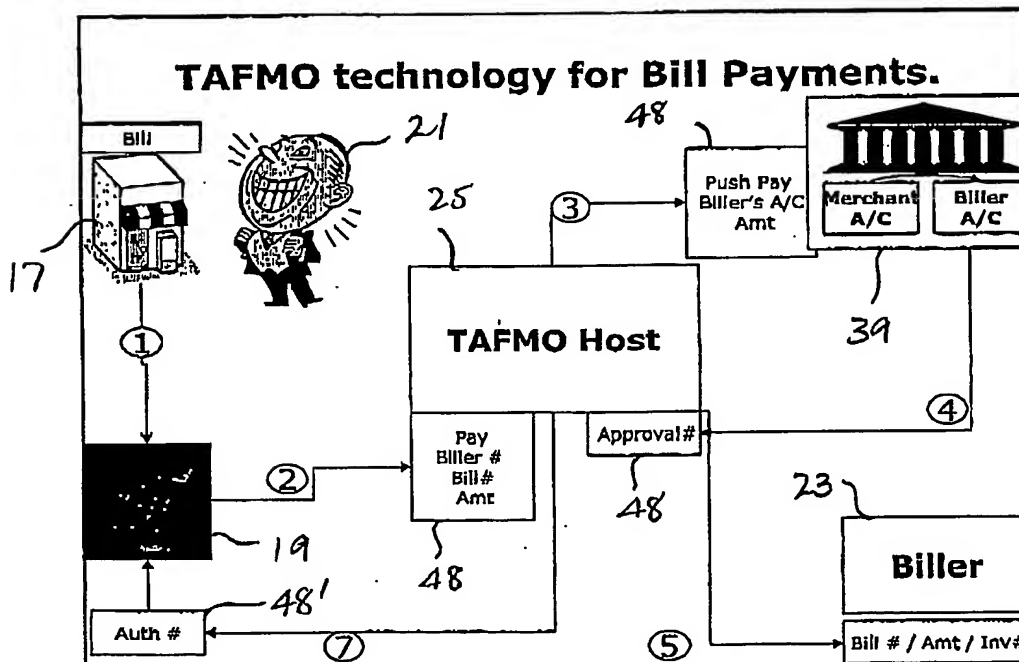 TAFMO technology for Bill Payments.
Bill
21
48
25
3
Push Pay
Biller's A/C
Amt
Merchant
A/C
Biller
A/C
17
39
1
TAFMO Host
4
Pay
Biller #
Bill#
Amt
Approval#
2
48
23
19
48
Biller
48'
Auth #
7
5
Bill # / Amt / Inv#